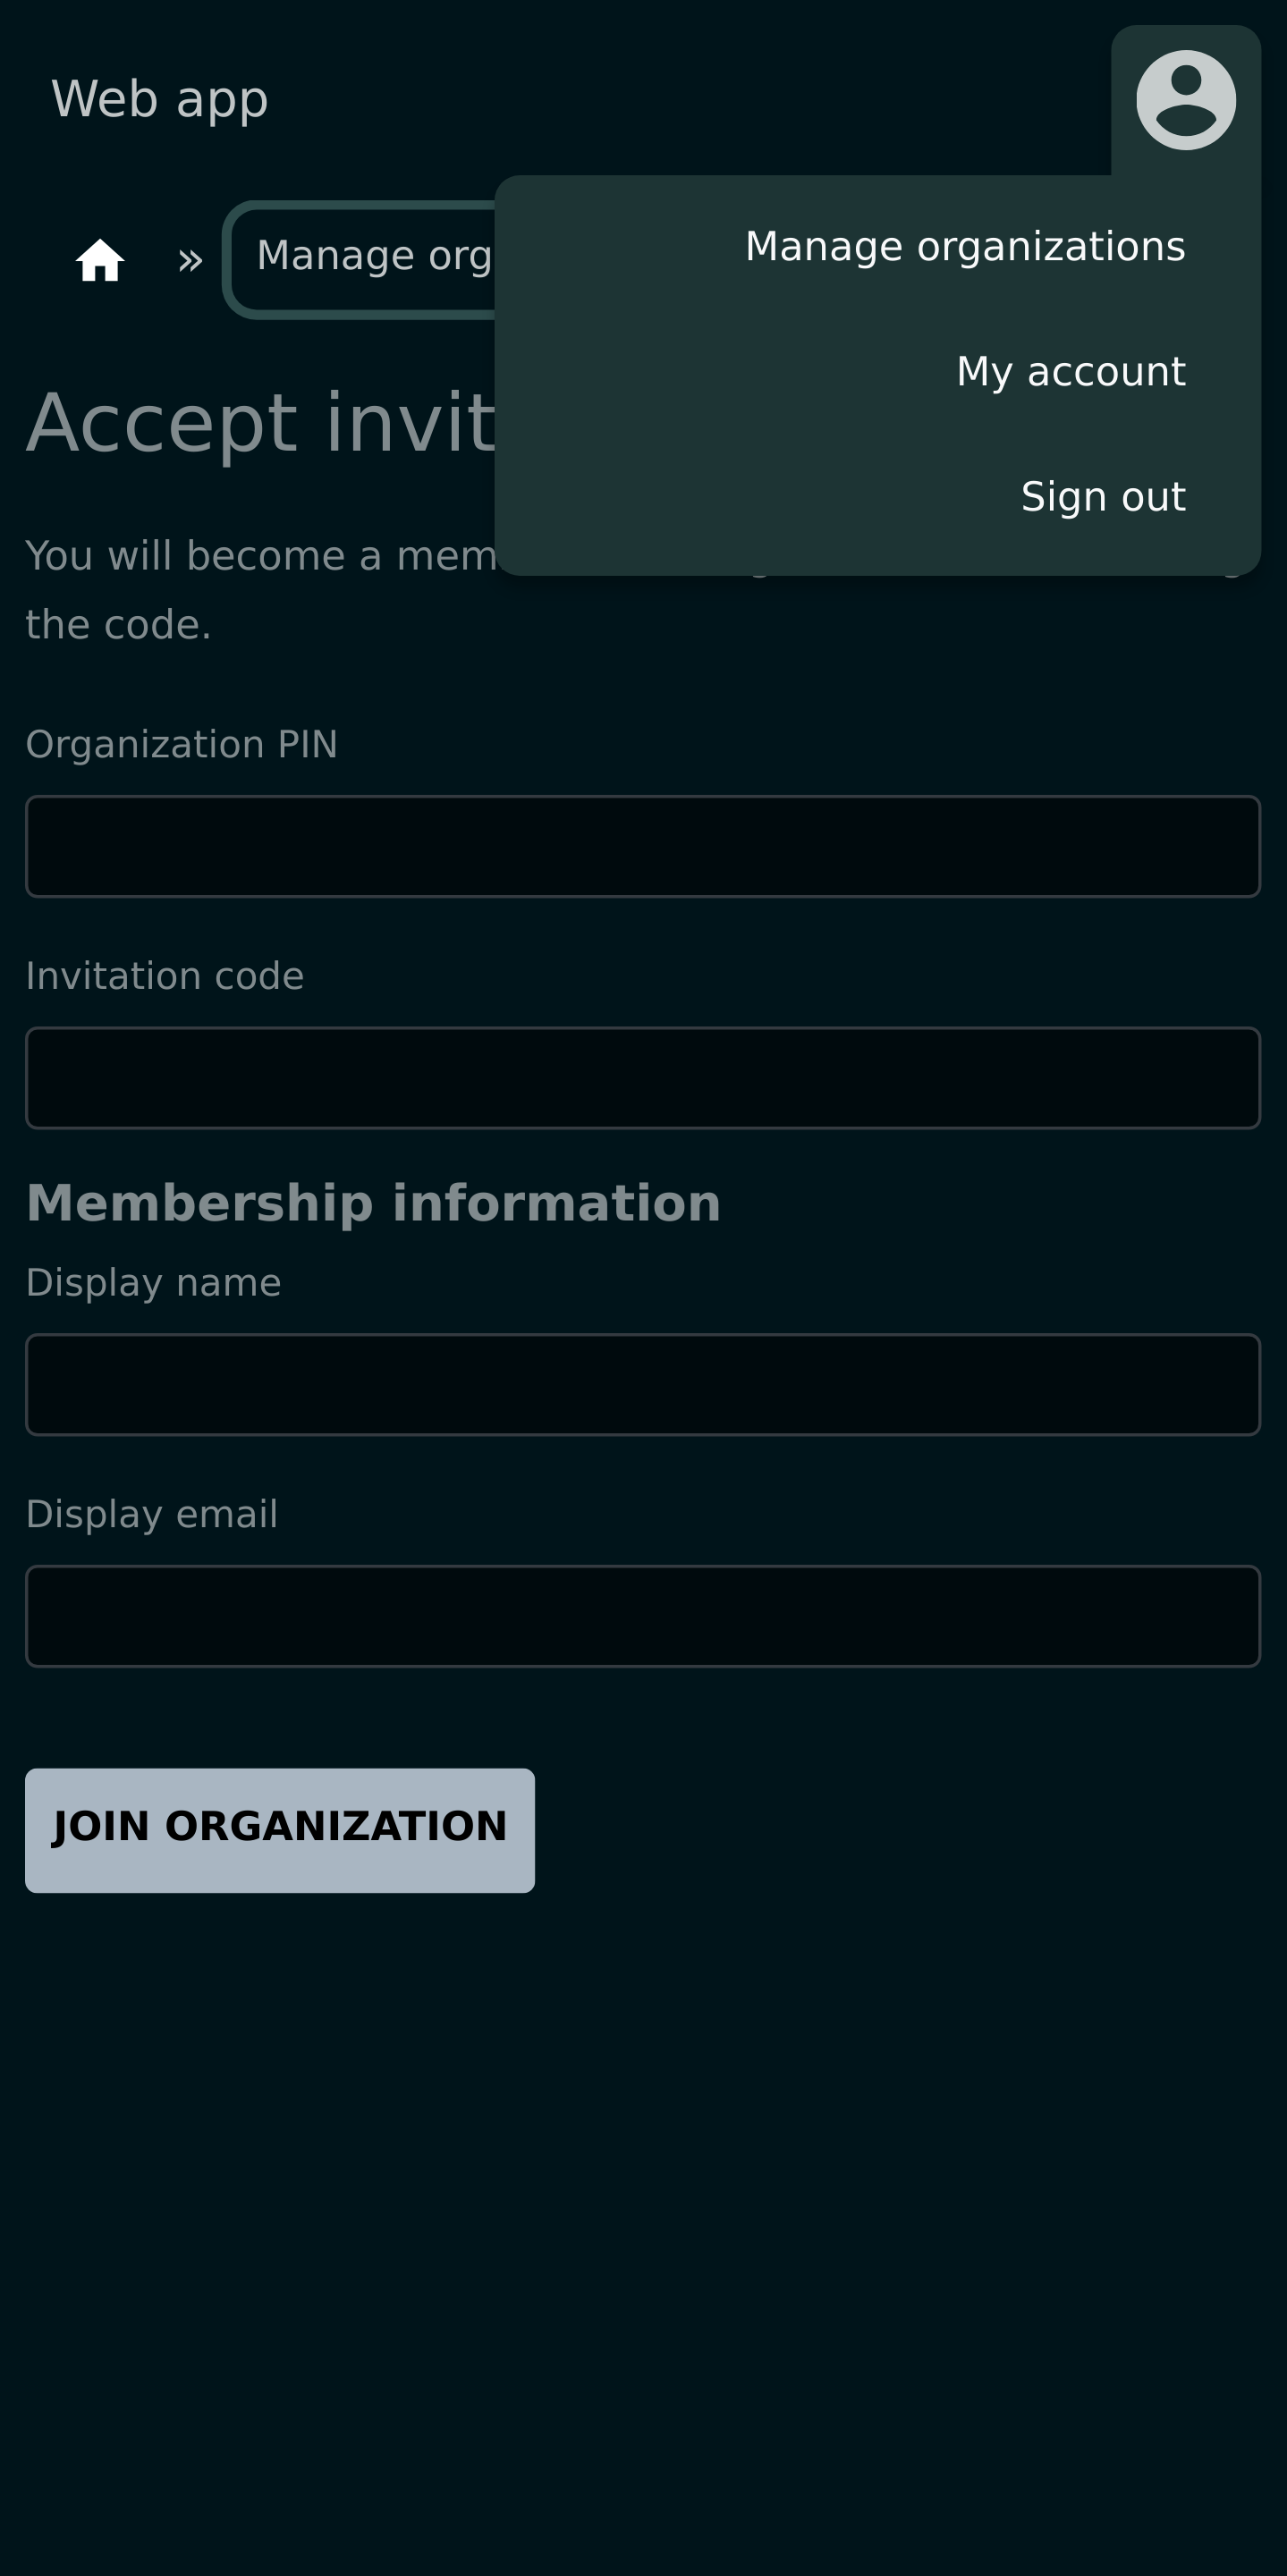 Web app
Manage organizations
My account
Sign out
» Manage org
Accept invit
You will become a mem
the code.
Organization PIN
Invitation code
Membership information
Display name
Display email
JOIN ORGANIZATION